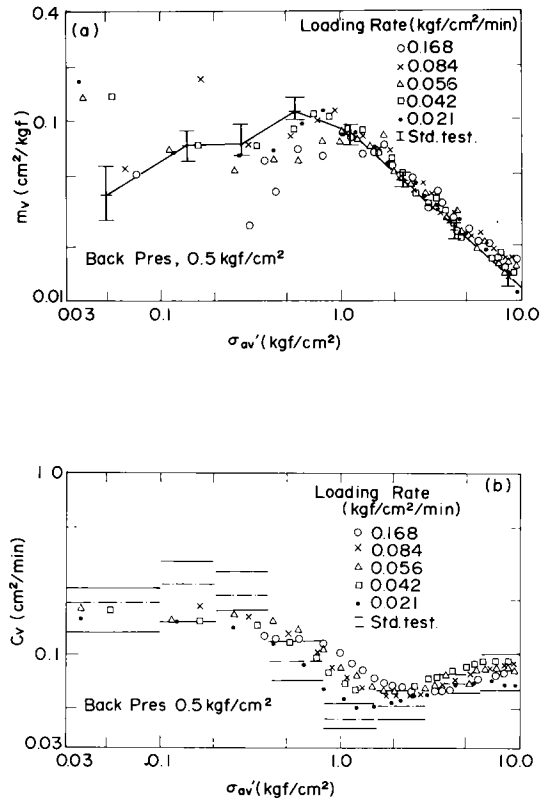 0.4
(a)
Loading Rate (kgf/cm²/min)
○ 0.168
× 0.084
△ 0.056
□ 0.042
• 0.021
Std. test.
0.1
mv (cm²/kgf)
Back Pres, 0.5 kgf/cm²
0.01
0.03 0.1 1.0 10.0
σav' (kgf/cm²)
1 0
(b)
Loading Rate
(kgf/cm²/min)
○ 0.168
× 0.084
△ 0.056
□ 0.042
• 0.021
Std. test.
Cv (cm²/min)
0.1
Back Pres 0.5 kgf/cm²
0.03
0.03 0.1 1.0 10.0
σav' (kgf/cm²)